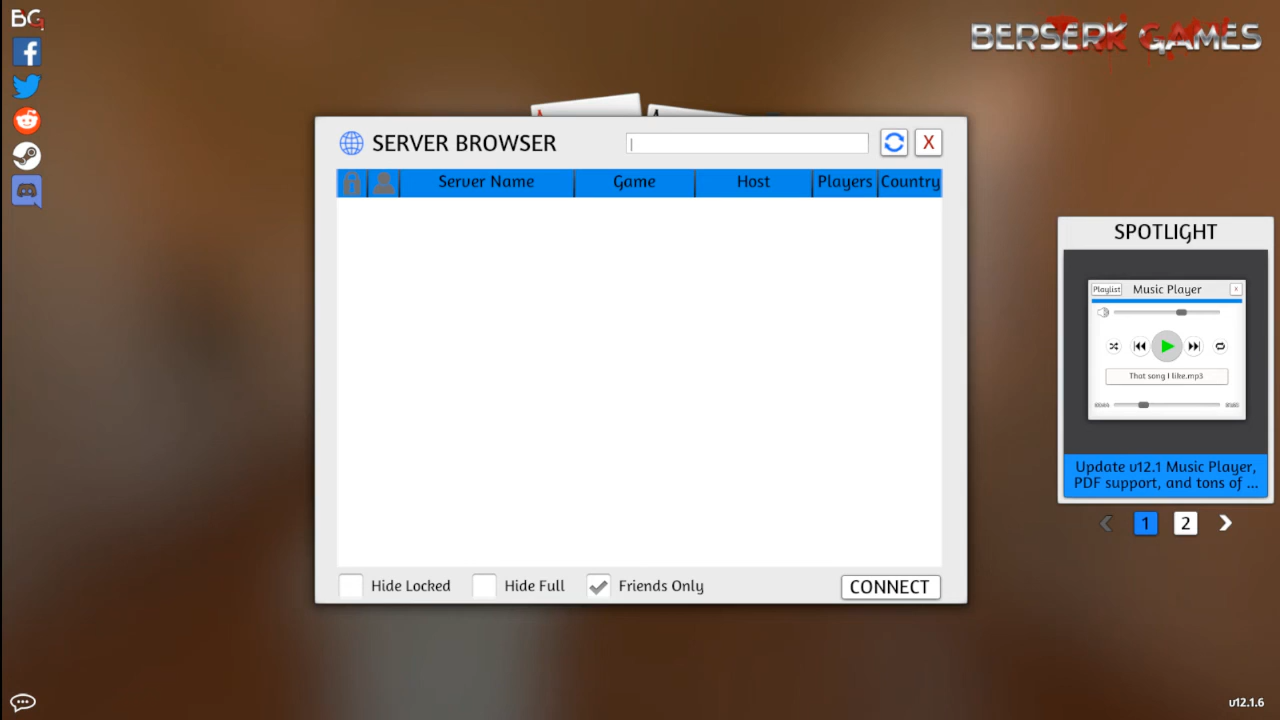 BG
BERSERK GAMES
SERVER BROWSER
X
Server Name Game Host Players Country
Hide Locked Hide Full Friends Only CONNECT
SPOTLIGHT
Playlist Music Player x
That song I like.mp3
Update v12.1 Music Player,
PDF support, and tons of ...
1 2
v12.1.6